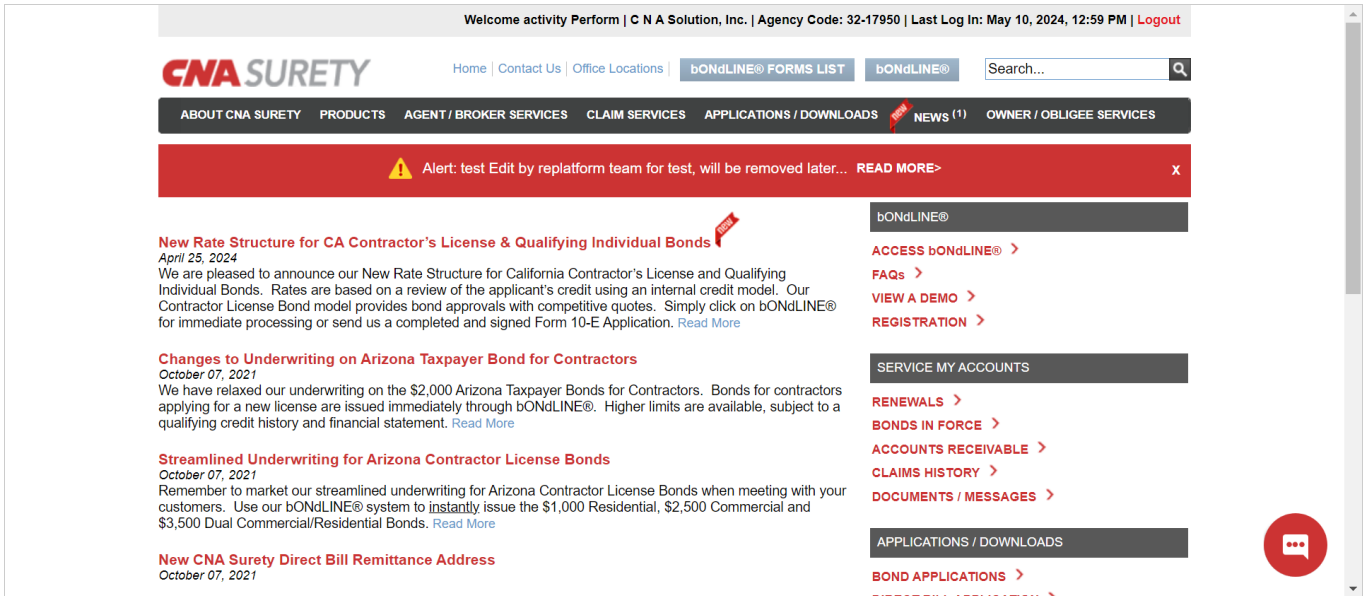 Welcome activity Perform | C N A Solution, Inc. | Agency Code: 32-17950 | Last Log In: May 10, 2024, 12:59 PM | Logout
CNA SURETY
Home | Contact Us | Office Locations | bONdLINE® FORMS LIST bONdLINE® Search...
ABOUT CNA SURETY PRODUCTS AGENT / BROKER SERVICES CLAIM SERVICES APPLICATIONS / DOWNLOADS new NEWS (1) OWNER / OBLIGEE SERVICES
Alert: test Edit by replatform team for test, will be removed later... READ MORE> x
New Rate Structure for CA Contractor’s License & Qualifying Individual Bonds new
April 25, 2024
We are pleased to announce our New Rate Structure for California Contractor’s License and Qualifying
Individual Bonds. Rates are based on a review of the applicant’s credit using an internal credit model. Our
Contractor License Bond model provides bond approvals with competitive quotes. Simply click on bONdLINE®
for immediate processing or send us a completed and signed Form 10-E Application. Read More
Changes to Underwriting on Arizona Taxpayer Bond for Contractors
October 07, 2021
We have relaxed our underwriting on the $2,000 Arizona Taxpayer Bonds for Contractors. Bonds for contractors
applying for a new license are issued immediately through bONdLINE®. Higher limits are available, subject to a
qualifying credit history and financial statement. Read More
Streamlined Underwriting for Arizona Contractor License Bonds
October 07, 2021
Remember to market our streamlined underwriting for Arizona Contractor License Bonds when meeting with your
customers. Use our bONdLINE® system to instantly issue the $1,000 Residential, $2,500 Commercial and
$3,500 Dual Commercial/Residential Bonds. Read More
New CNA Surety Direct Bill Remittance Address
October 07, 2021
bONdLINE®
ACCESS bONdLINE®
FAQs
VIEW A DEMO
REGISTRATION
SERVICE MY ACCOUNTS
RENEWALS
BONDS IN FORCE
ACCOUNTS RECEIVABLE
CLAIMS HISTORY
DOCUMENTS / MESSAGES
APPLICATIONS / DOWNLOADS
BOND APPLICATIONS